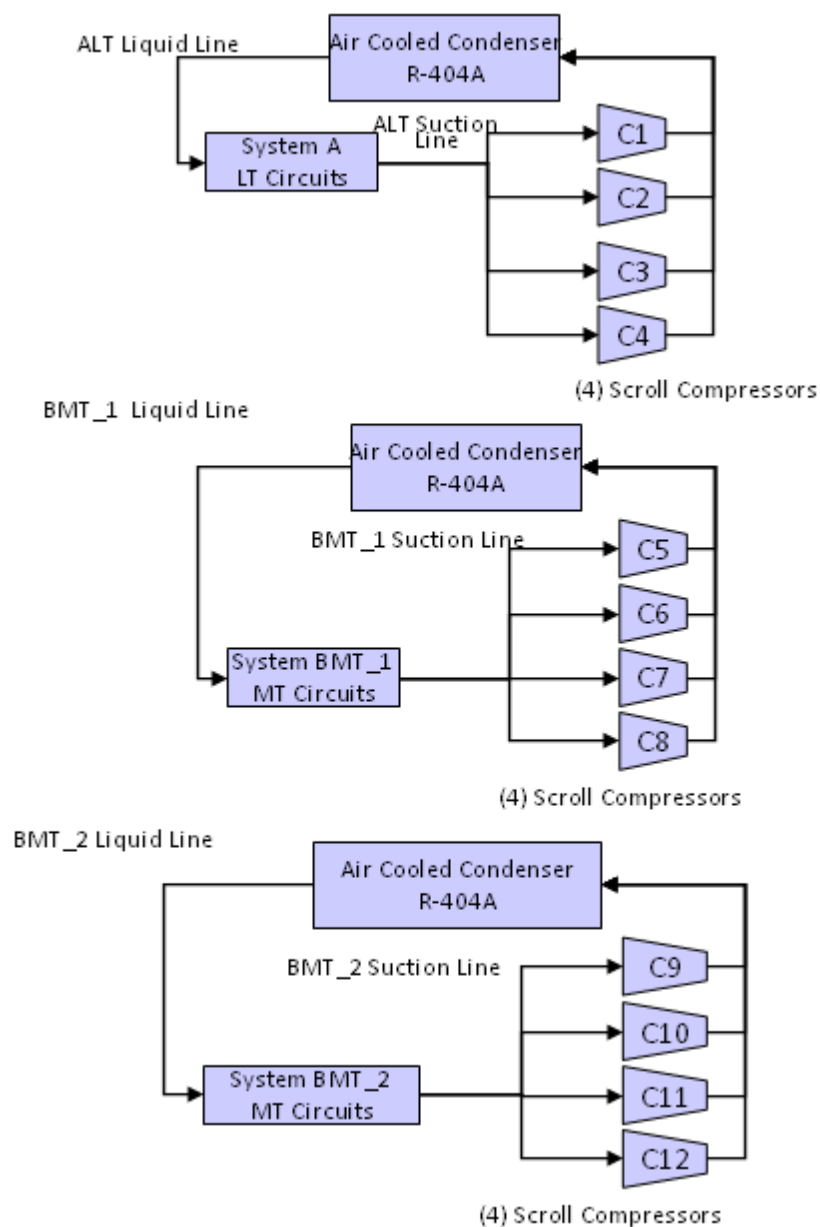 ALT Liquid Line
Air Cooled Condenser
R-404A
ALT Suction
Line
System A
LT Circuits
C1
C2
C3
C4
(4) Scroll Compressors
BMT_1  Liquid Line
Air Cooled Condenser
R-404A
BMT_1 Suction Line
C5
C6
System BMT_1
MT Circuits
C7
C8
(4) Scroll Compressors
BMT_2 Liquid Line
Air Cooled Condenser
R-404A
BMT_2 Suction Line
C9
C10
System BMT_2
MT Circuits
C11
C12
(4) Scroll Compressors